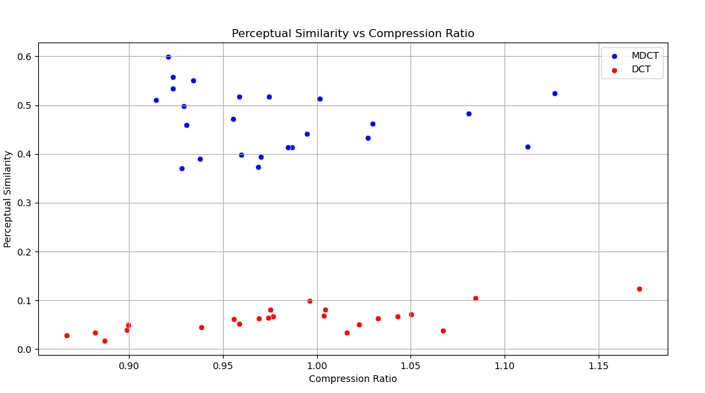 Perceptual Similarity vs Compression Ratio
MDCT
DCT
Perceptual Similarity
0.6
0.5
0.4
0.3
0.2
0.1
0.0
0.90 0.95 1.00 1.05 1.10 1.15
Compression Ratio